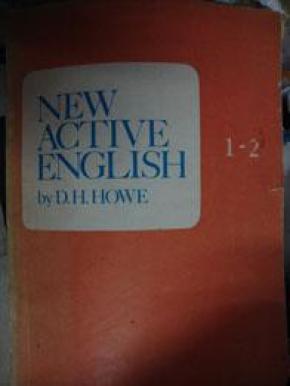 NEW
ACTIVE
ENGLISH
by D.H. HOWE
1-2